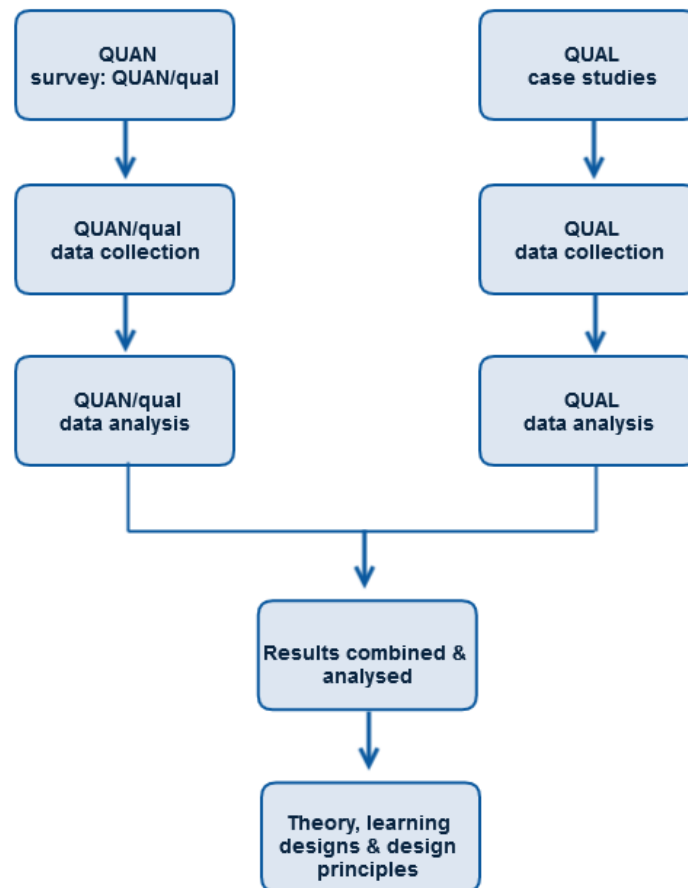 QUAN
survey: QUAN/qual
QUAL
case studies
QUAN/qual
data collection
QUAL
data collection
QUAN/qual
data analysis
QUAL
data analysis
Results combined &
analysed
Theory, learning
designs & design
principles